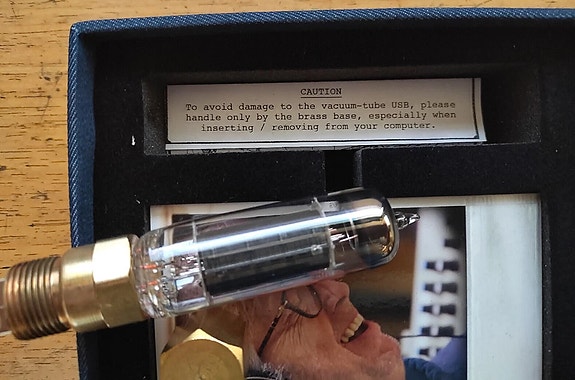 CAUTION
To avoid damage to the vacuum-tube USB, please
handle only by the brass base, especially when
inserting / removing from your computer.